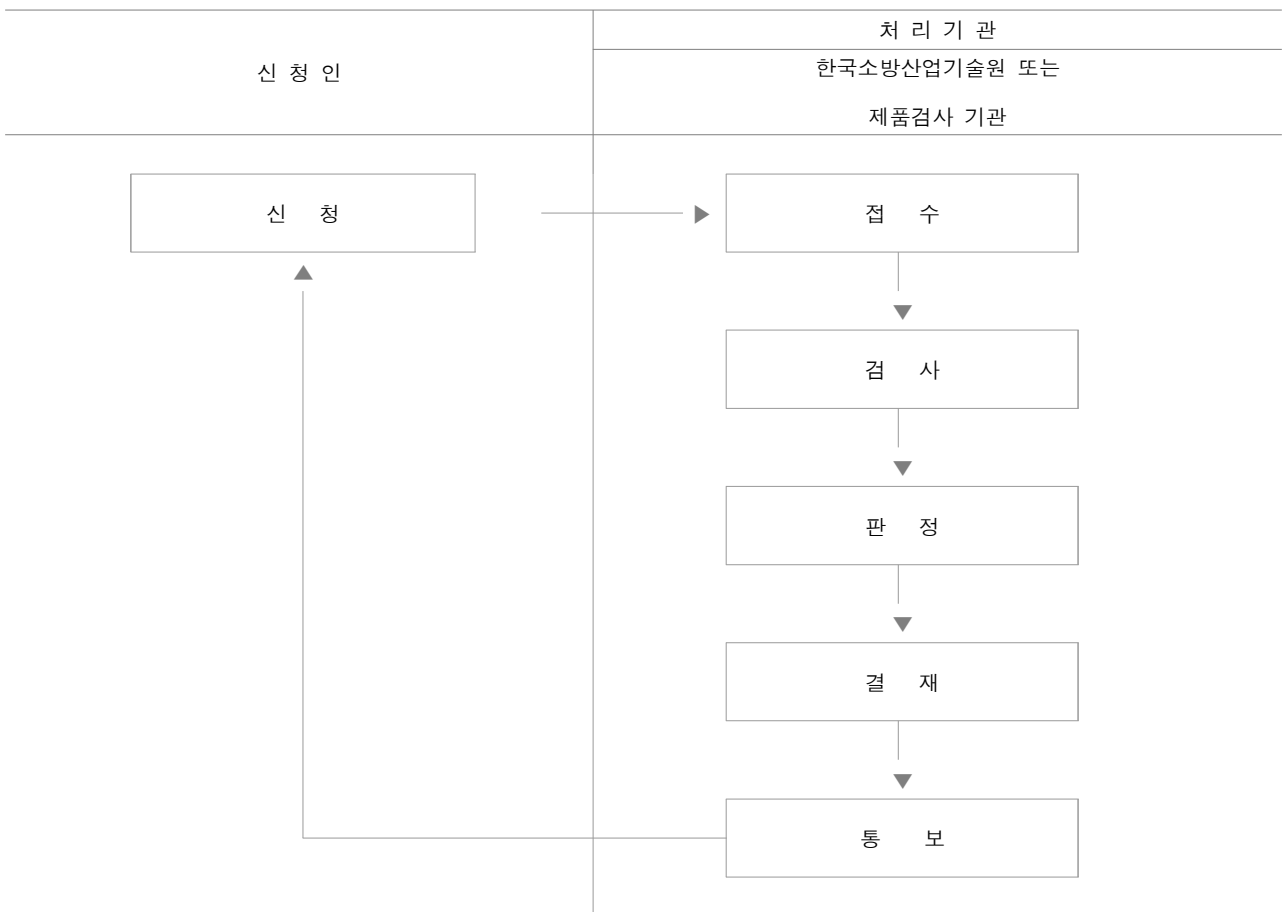 신 청 인
처 리 기 관
한국소방산업기술원 또는
제품검사 기관
신 청
접 수
검 사
판 정
결 재
통 보